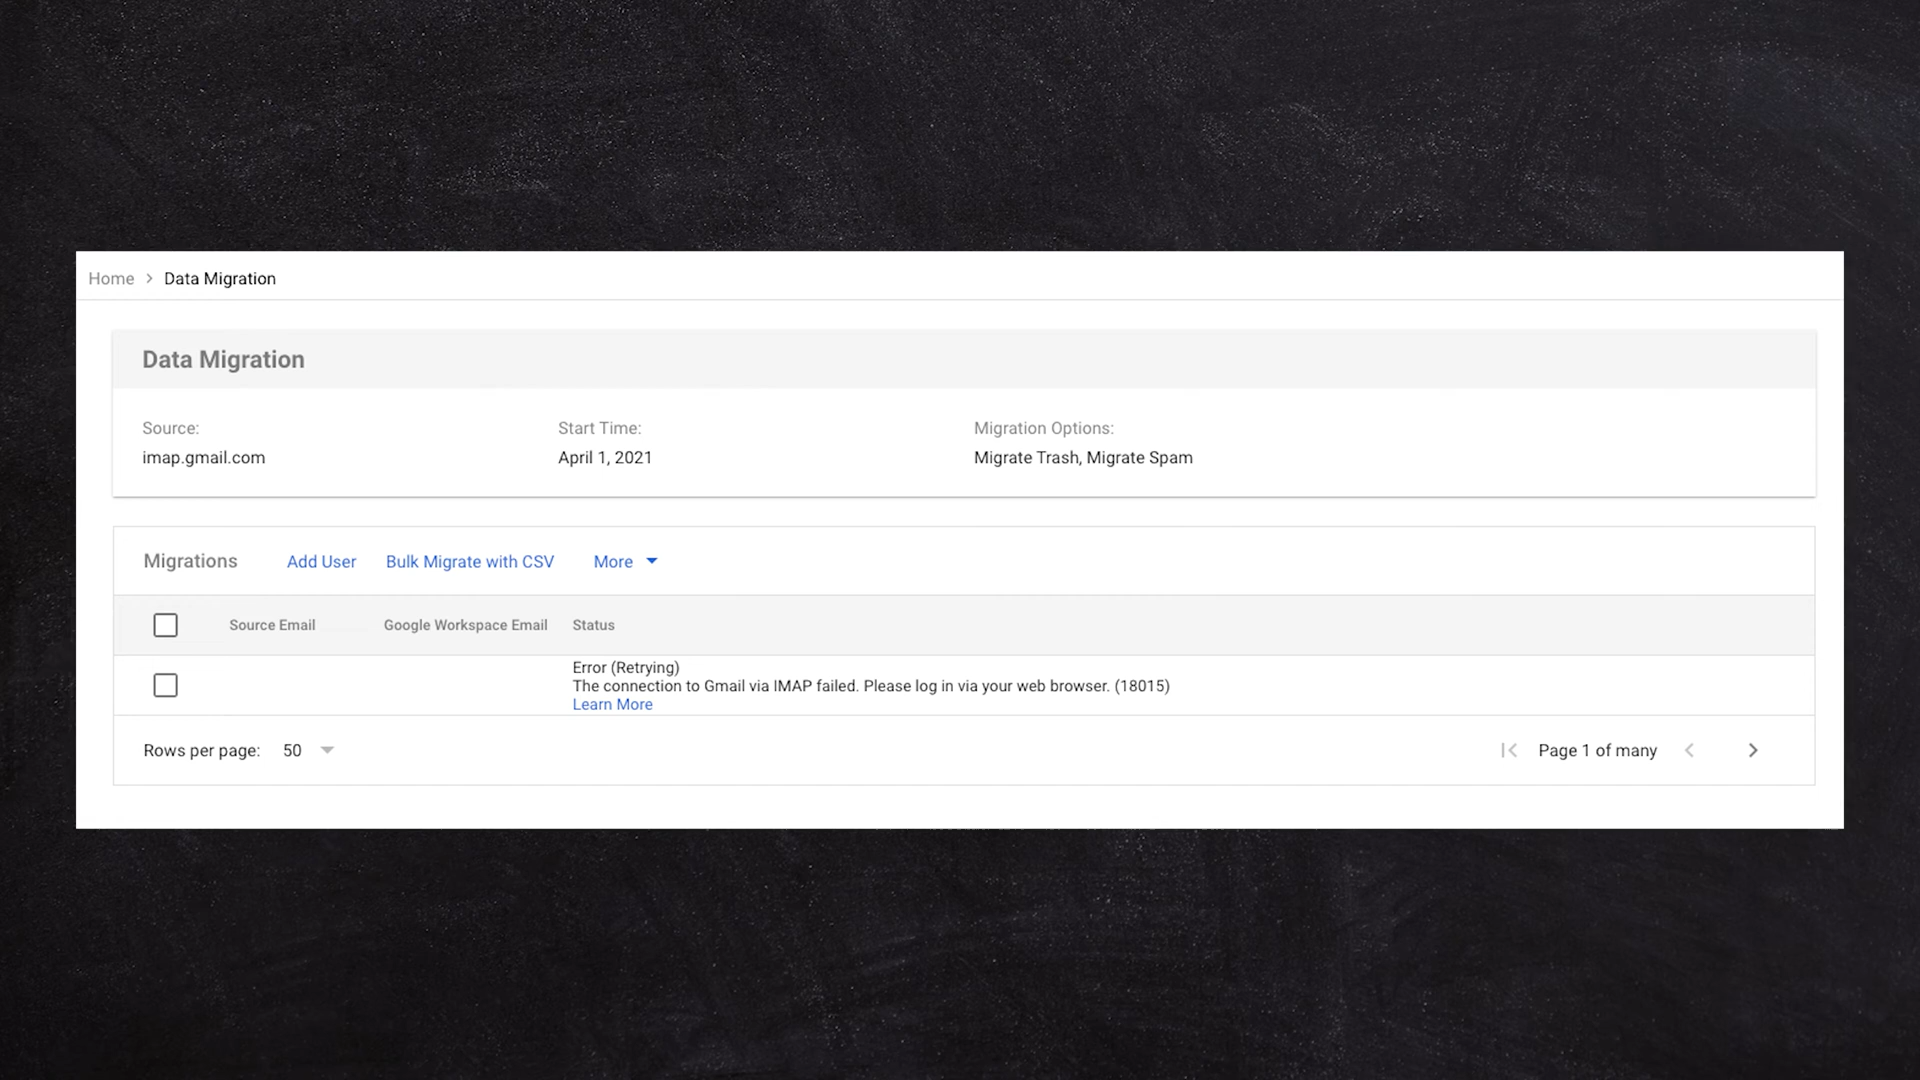 Home > Data Migration
Data Migration
Source: Start Time: Migration Options:
imap.gmail.com April 1, 2021 Migrate Trash, Migrate Spam
Migrations Add User Bulk Migrate with CSV More
Source Email Google Workspace Email Status
Error (Retrying)
The connection to Gmail via IMAP failed. Please log in via your web browser. (18015)
Learn More
Rows per page: 50 Page 1 of many